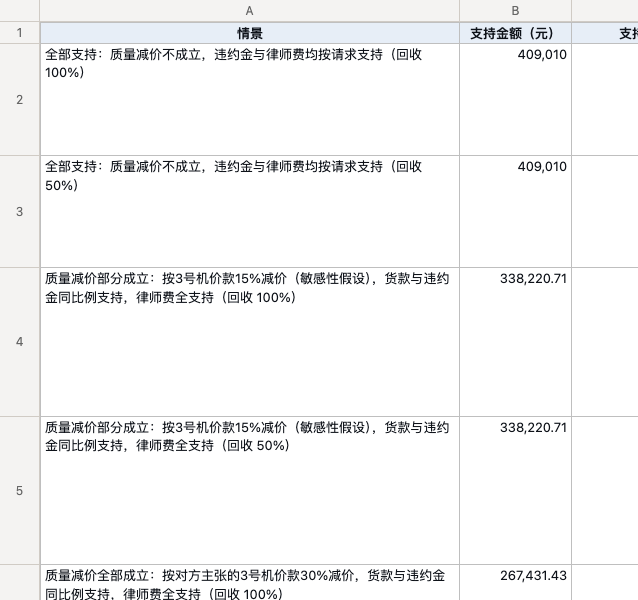 A
B
1
情景
支持金额（元）
支持
2
全部支持：质量减价不成立，违约金与律师费均按请求支持（回收
100%）
409,010
3
全部支持：质量减价不成立，违约金与律师费均按请求支持（回收
50%）
409,010
4
质量减价部分成立：按3号机价款15%减价（敏感性假设），货款与违约
金同比例支持，律师费全支持（回收 100%）
338,220.71
5
质量减价部分成立：按3号机价款15%减价（敏感性假设），货款与违约
金同比例支持，律师费全支持（回收 50%）
338,220.71
质量减价全部成立：按对方主张的3号机价款30%减价，货款与违约金
同比例支持，律师费全支持（回收 100%）
267,431.43